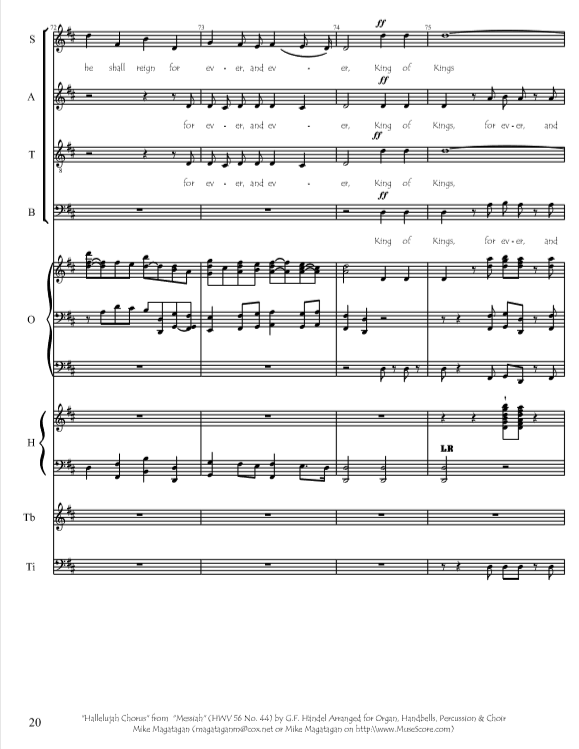 72 73 74 75
ff
S
he shall reign for ev - er, and ev - er, King of Kings
ff
A
for ev - er, and ev - er, King of Kings, for ev - er, and
ff
T
8
for ev - er, and ev - er, King of Kings,
ff
B
King of Kings, for ev - er, and
O
H
LR
Tb
Ti
20
"Hallelujah Chorus" from "Messiah" (HWV 56 No. 44) by G.F. Hündel Arranged for Organ, Handbells, Percussion & Choir
Mike Magatagan (magataganm@cox.net or Mike Magatagan on http:\\www.MuseScore.com)